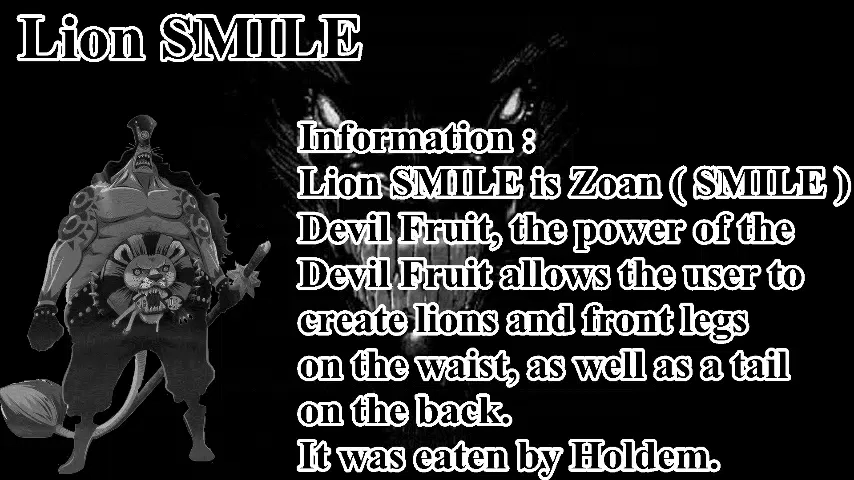 Lion SMILE
Information :
Lion SMILE is Zoan ( SMILE )
Devil Fruit, the power of the
Devil Fruit allows the user to
create lions and front legs
on the waist, as well as a tail
on the back.
It was eaten by Holdem.